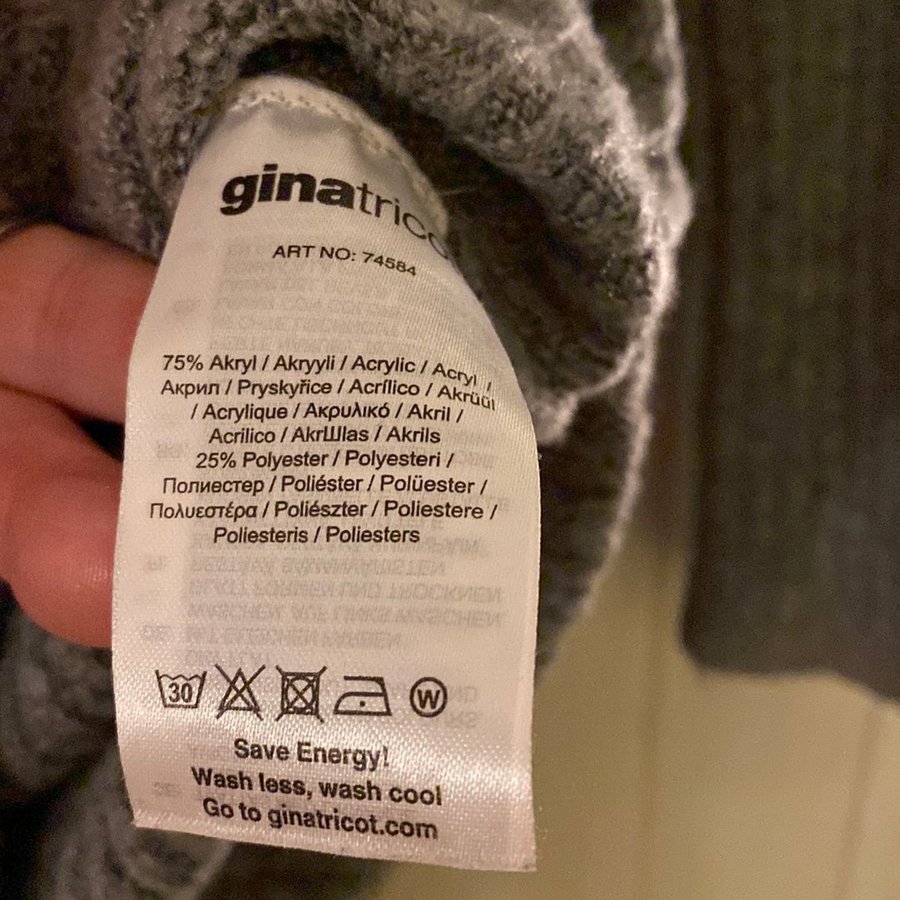 ginatrico
ART NO: 74584
75% Akryl / Akryyli / Acrylic / Acryl /
Акрил / Pryskyřice / Acrílico / Akrüül
/ Acrylique / Ακρυλικό / Akril /
Acrilico / AkrШlas / Akrils
25% Polyester / Polyesteri /
Полиестер / Poliéster / Polüester /
Πολυεστέρα / Poliészter / Poliestere /
Poliesteris / Poliesters
30 W
Save Energy!
Wash less, wash cool
Go to ginatricot.com